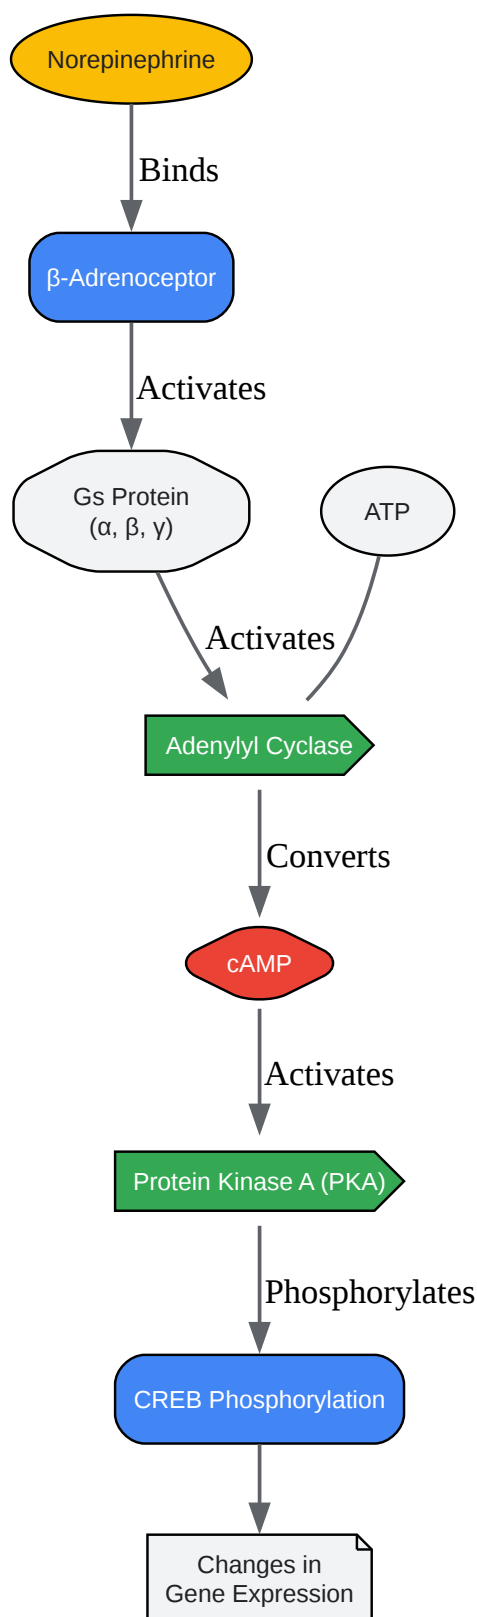 Norepinephrine
Binds
β-Adrenoceptor
Activates
Gs Protein
(α, β, γ)
ATP
Activates
Adenylyl Cyclase
Converts
cAMP
Activates
Protein Kinase A (PKA)
Phosphorylates
CREB Phosphorylation
Changes in
Gene Expression